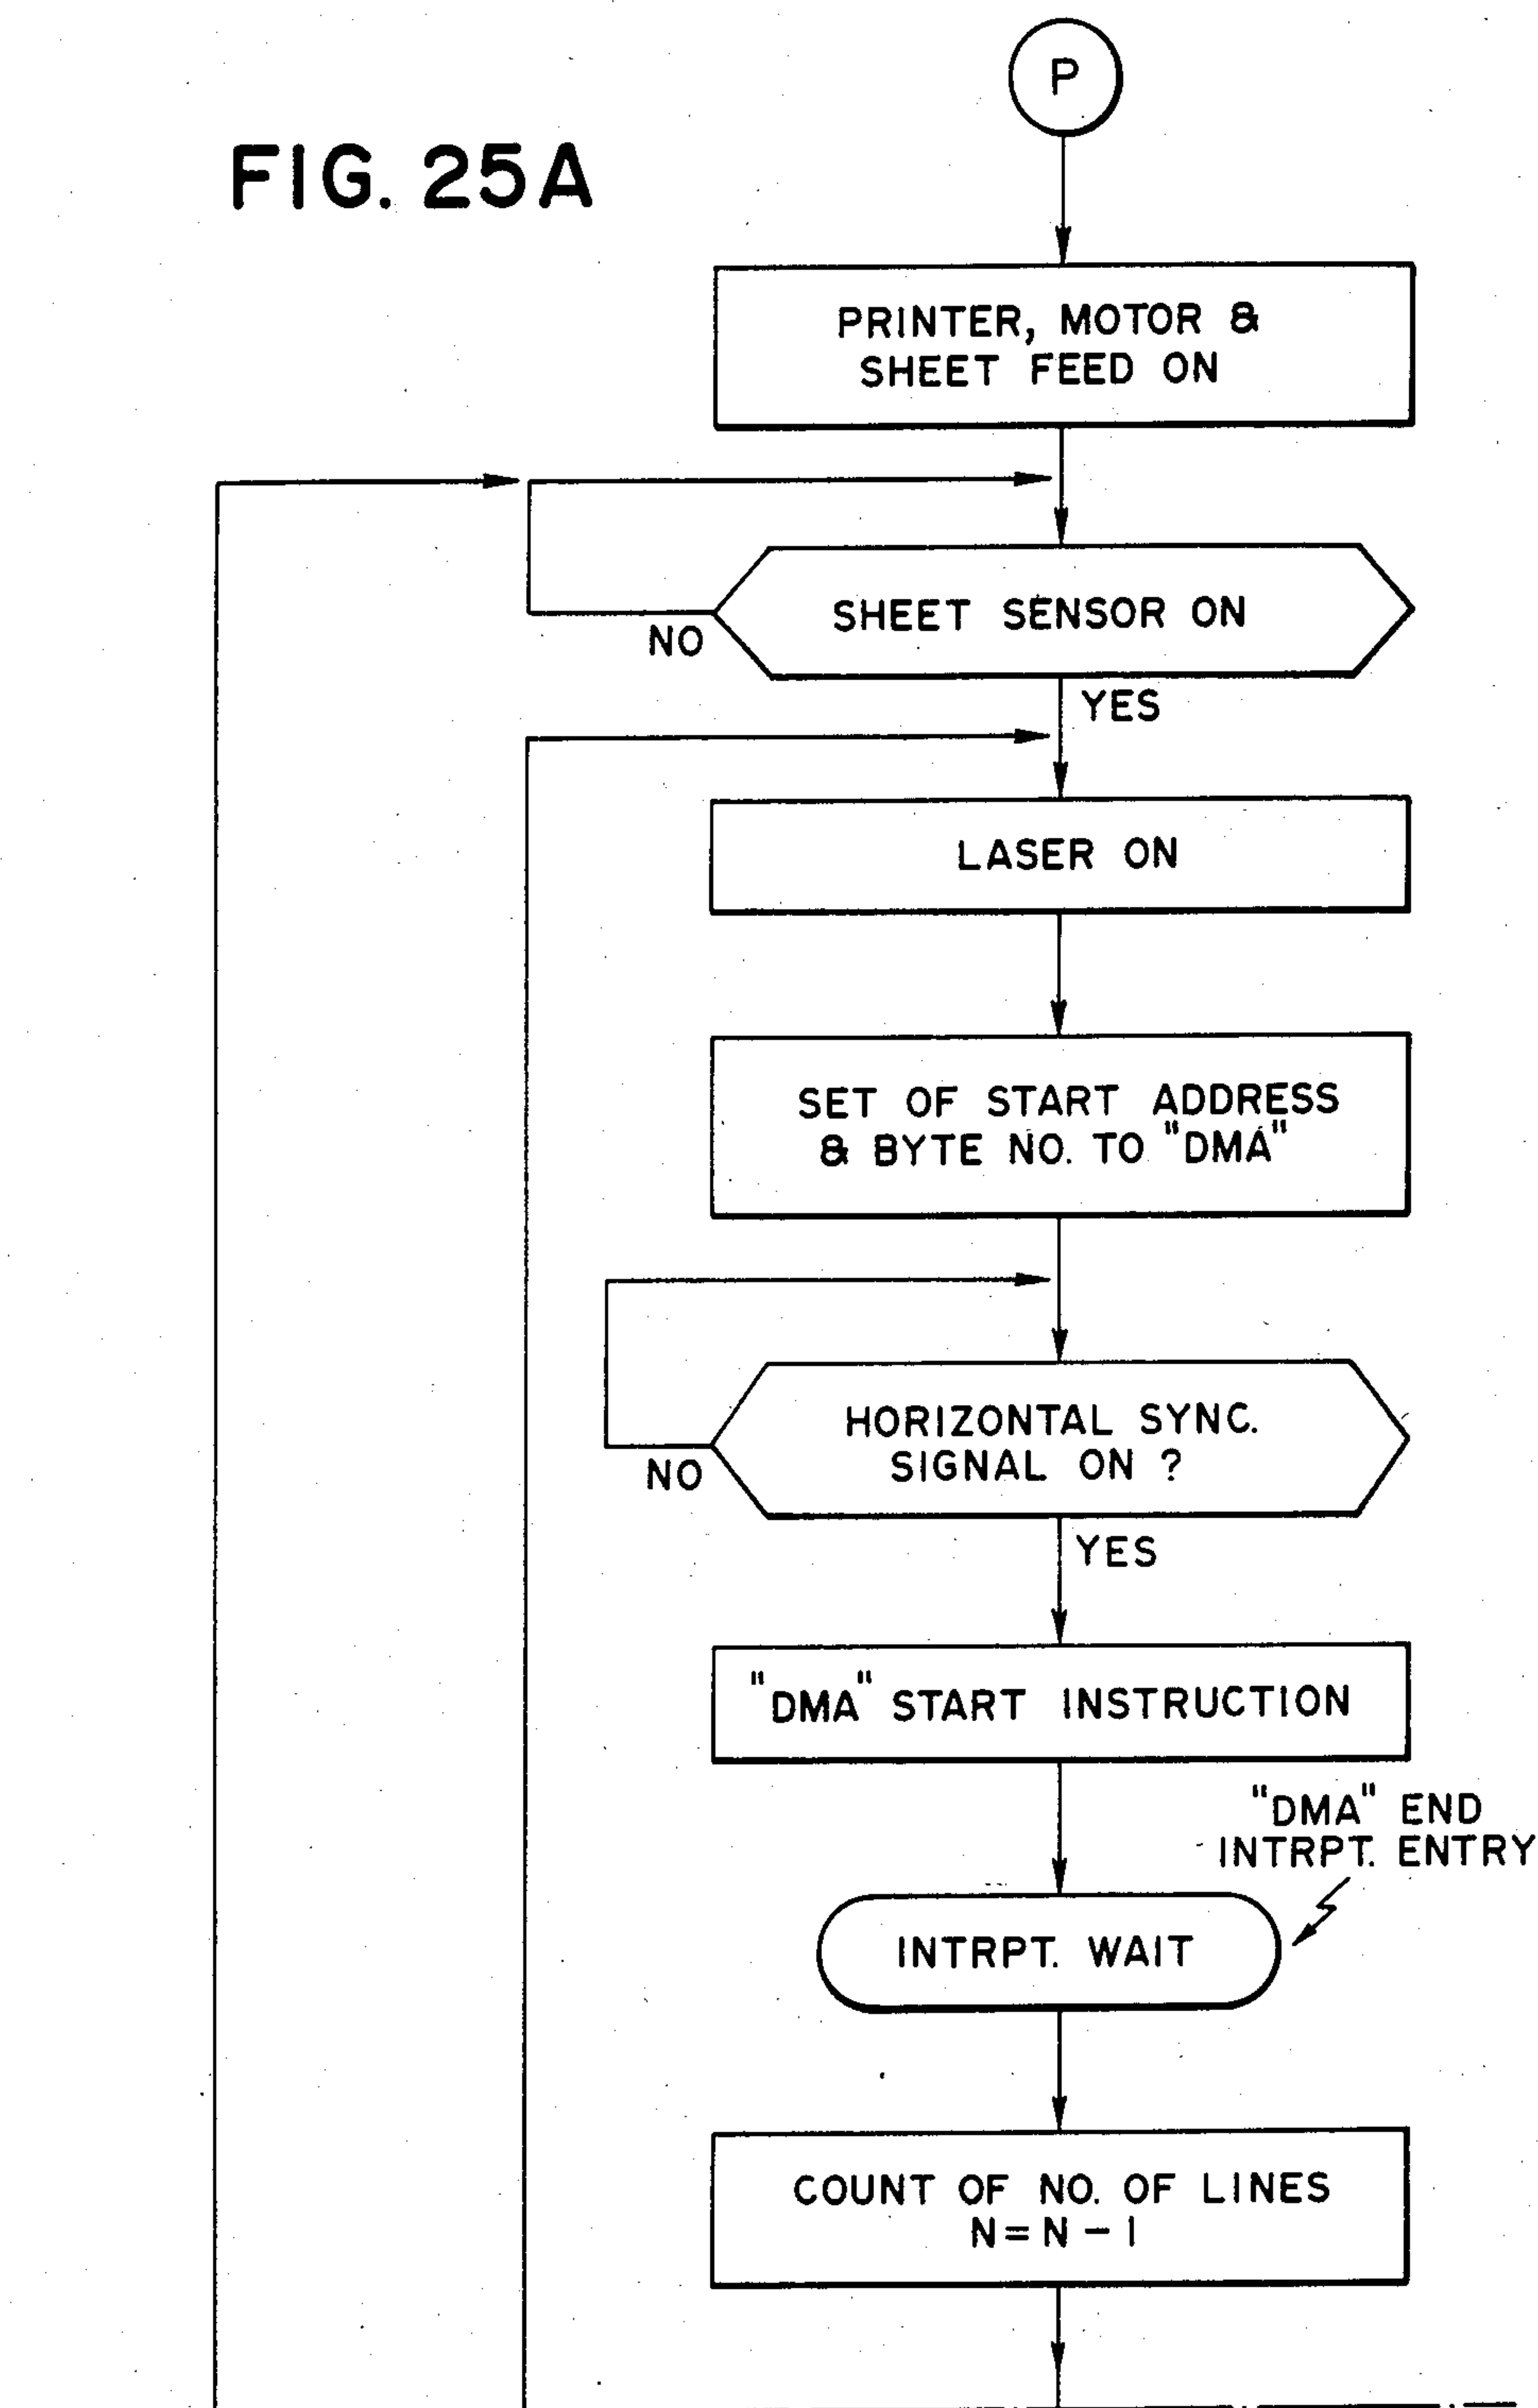 P
FIG. 25A
PRINTER, MOTOR &
SHEET FEED ON
SHEET SENSOR ON
NO
YES
LASER ON
SET OF START ADDRESS
& BYTE NO. TO "DMA"
HORIZONTAL SYNC.
SIGNAL ON ?
NO
YES
"DMA" START INSTRUCTION
"DMA" END
INTRPT. ENTRY
INTRPT. WAIT
COUNT OF NO. OF LINES
N = N - 1